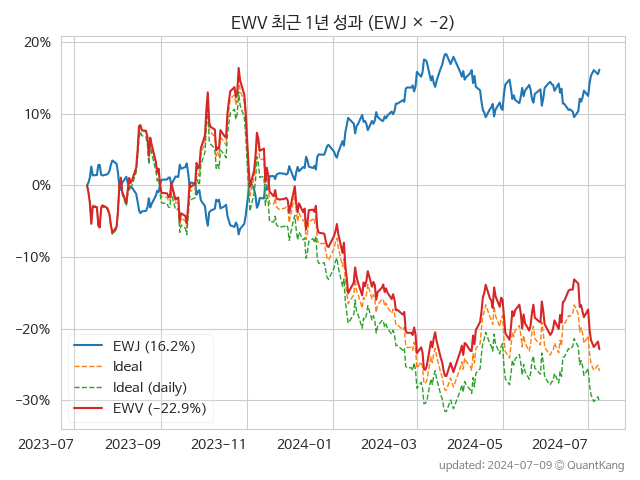 EWV 최근 1년 성과 (EWJ × −2)
20%
10%
0%
−10%
−20%
−30%
EWJ (16.2%)
Ideal
Ideal (daily)
EWV (−22.9%)
2023-07 2023-09 2023-11 2024-01 2024-03 2024-05 2024-07
updated: 2024-07-09 © QuantKang